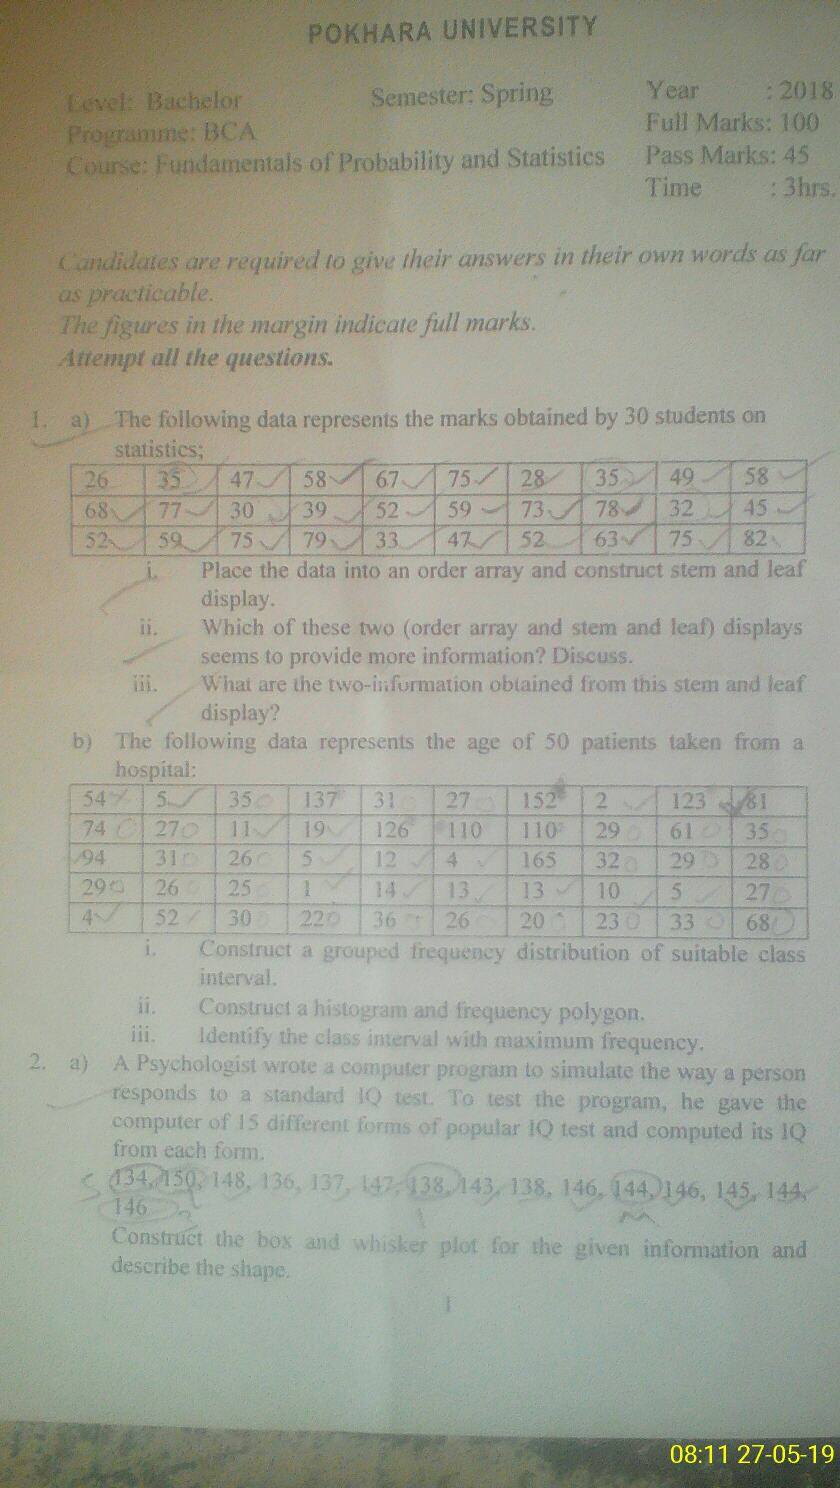 POKHARA UNIVERSITY
Level: Bachelor Semester: Spring Year : 2018
Programme: BCA Full Marks: 100
Course: Fundamentals of Probability and Statistics Pass Marks: 45
Time : 3hrs.
Candidates are required to give their answers in their own words as far
as practicable.
The figures in the margin indicate full marks.
Attempt all the questions.
1. a) The following data represents the marks obtained by 30 students on
statistics;
26 35 47 58 67 75 28 35 49 58
68 77 30 39 52 59 73 78 32 45
52 59 75 79 33 47 52 63 75 82
i. Place the data into an order array and construct stem and leaf
display.
ii. Which of these two (order array and stem and leaf) displays
seems to provide more information? Discuss.
iii. What are the two-information obtained from this stem and leaf
display?
b) The following data represents the age of 50 patients taken from a
hospital:
54 5 35 137 31 27 152 2 123 81
74 27 11 19 126 110 110 29 61 35
94 31 26 5 12 4 165 32 29 28
29 26 25 1 14 13 13 10 5 27
4 52 30 22 36 26 20 23 33 68
i. Construct a grouped frequency distribution of suitable class
interval.
ii. Construct a histogram and frequency polygon.
iii. Identify the class interval with maximum frequency.
2. a) A Psychologist wrote a computer program to simulate the way a person
responds to a standard IQ test. To test the program, he gave the
computer of 15 different forms of popular IQ test and computed its IQ
from each form.
134, 150, 148, 136, 137, 147, 138, 143, 138, 146, 144, 146, 145, 144,
146
Construct the box and whisker plot for the given information and
describe the shape.
1
08:11 27-05-19